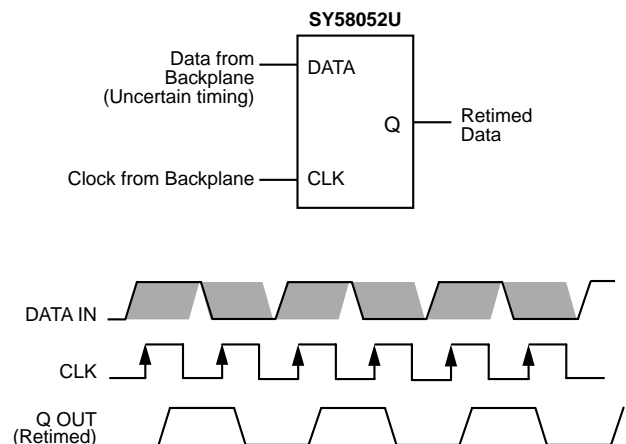 SY58052U
Data from
Backplane
(Uncertain timing)
DATA
Q
Retimed
Data
Clock from Backplane
CLK
DATA IN
CLK
Q OUT
(Retimed)